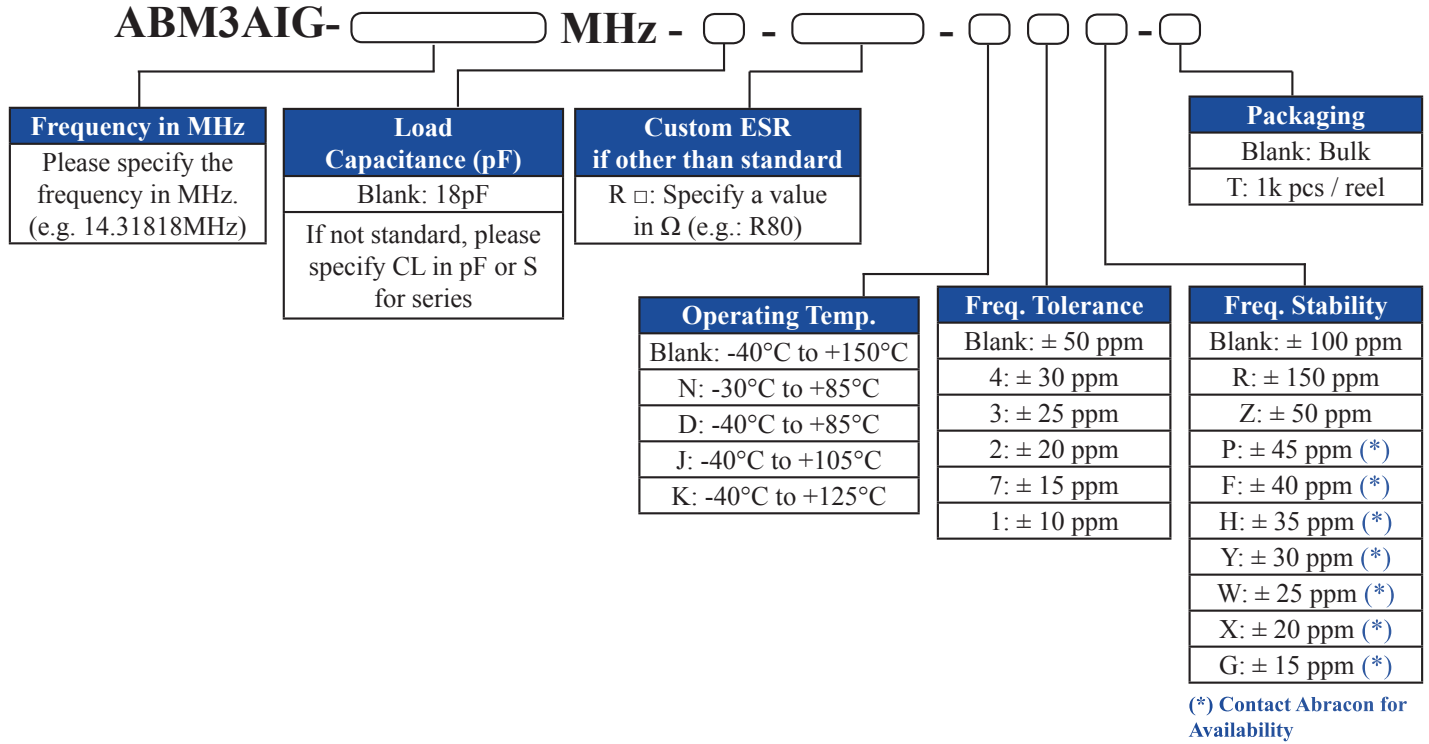 ABM3AIG- MHz - - - -
Frequency in MHz
Please specify the
frequency in MHz.
(e.g. 14.31818MHz)
Load
Capacitance (pF)
Blank: 18pF
If not standard, please
specify CL in pF or S
for series
Custom ESR
if other than standard
R □: Specify a value
in Ω (e.g.: R80)
Packaging
Blank: Bulk
T: 1k pcs / reel
Operating Temp.
Blank: -40°C to +150°C
N: -30°C to +85°C
D: -40°C to +85°C
J: -40°C to +105°C
K: -40°C to +125°C
Freq. Tolerance
Blank: ± 50 ppm
4: ± 30 ppm
3: ± 25 ppm
2: ± 20 ppm
7: ± 15 ppm
1: ± 10 ppm
Freq. Stability
Blank: ± 100 ppm
R: ± 150 ppm
Z: ± 50 ppm
P: ± 45 ppm (*)
F: ± 40 ppm (*)
H: ± 35 ppm (*)
Y: ± 30 ppm (*)
W: ± 25 ppm (*)
X: ± 20 ppm (*)
G: ± 15 ppm (*)
(*) Contact Abracon for
Availability